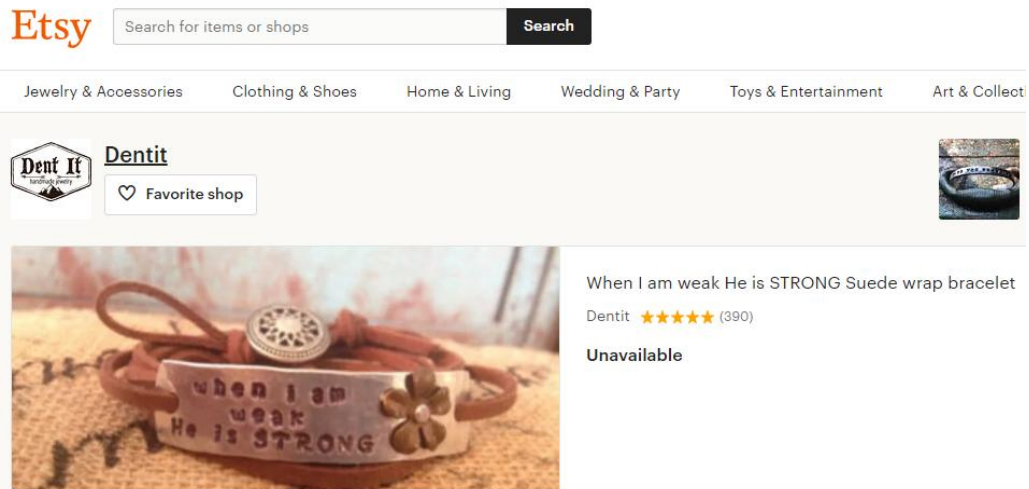 Etsy
Search for items or shops
Search
Jewelry & Accessories
Clothing & Shoes
Home & Living
Wedding & Party
Toys & Entertainment
Art & Collecti
Dent It
handmade jewelry
Dentit
Favorite shop
when i am
weak
He is STRONG
When I am weak He is STRONG Suede wrap bracelet
Dentit
(390)
Unavailable